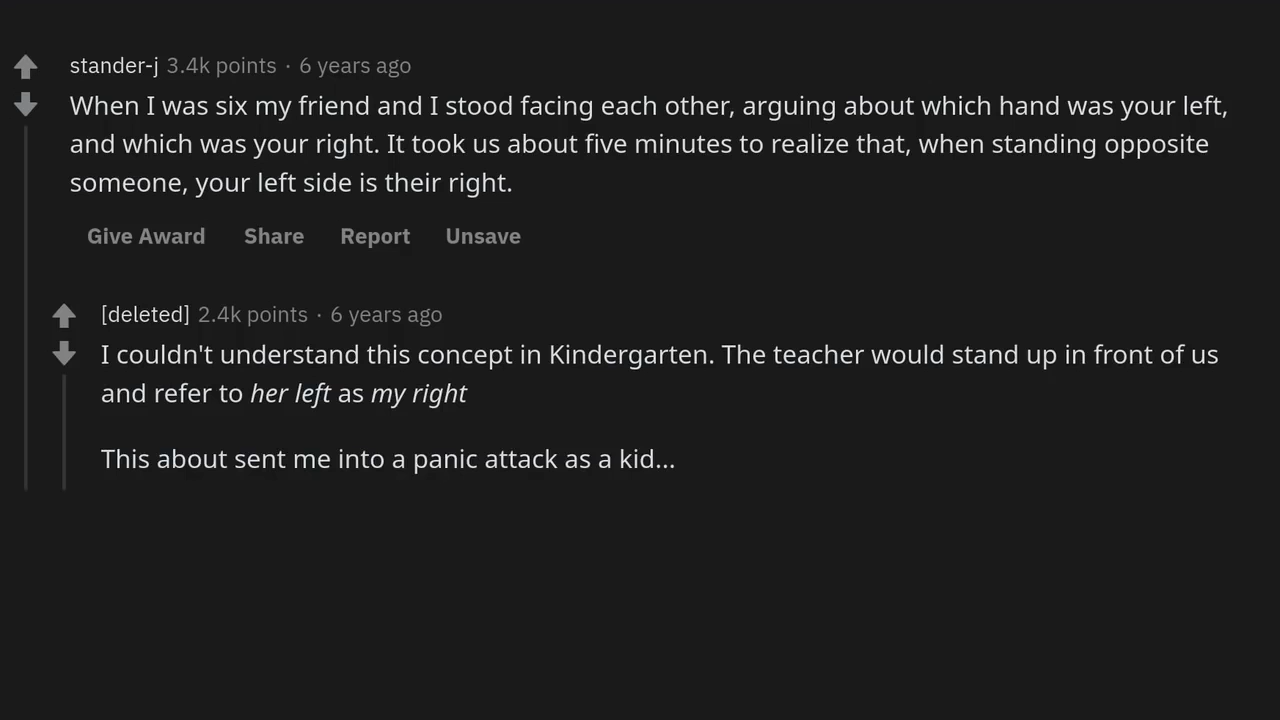 stander-j 3.4k points · 6 years ago
When I was six my friend and I stood facing each other, arguing about which hand was your left,
and which was your right. It took us about five minutes to realize that, when standing opposite
someone, your left side is their right.
Give Award Share Report Unsave
[deleted] 2.4k points · 6 years ago
I couldn't understand this concept in Kindergarten. The teacher would stand up in front of us
and refer to her left as my right
This about sent me into a panic attack as a kid...